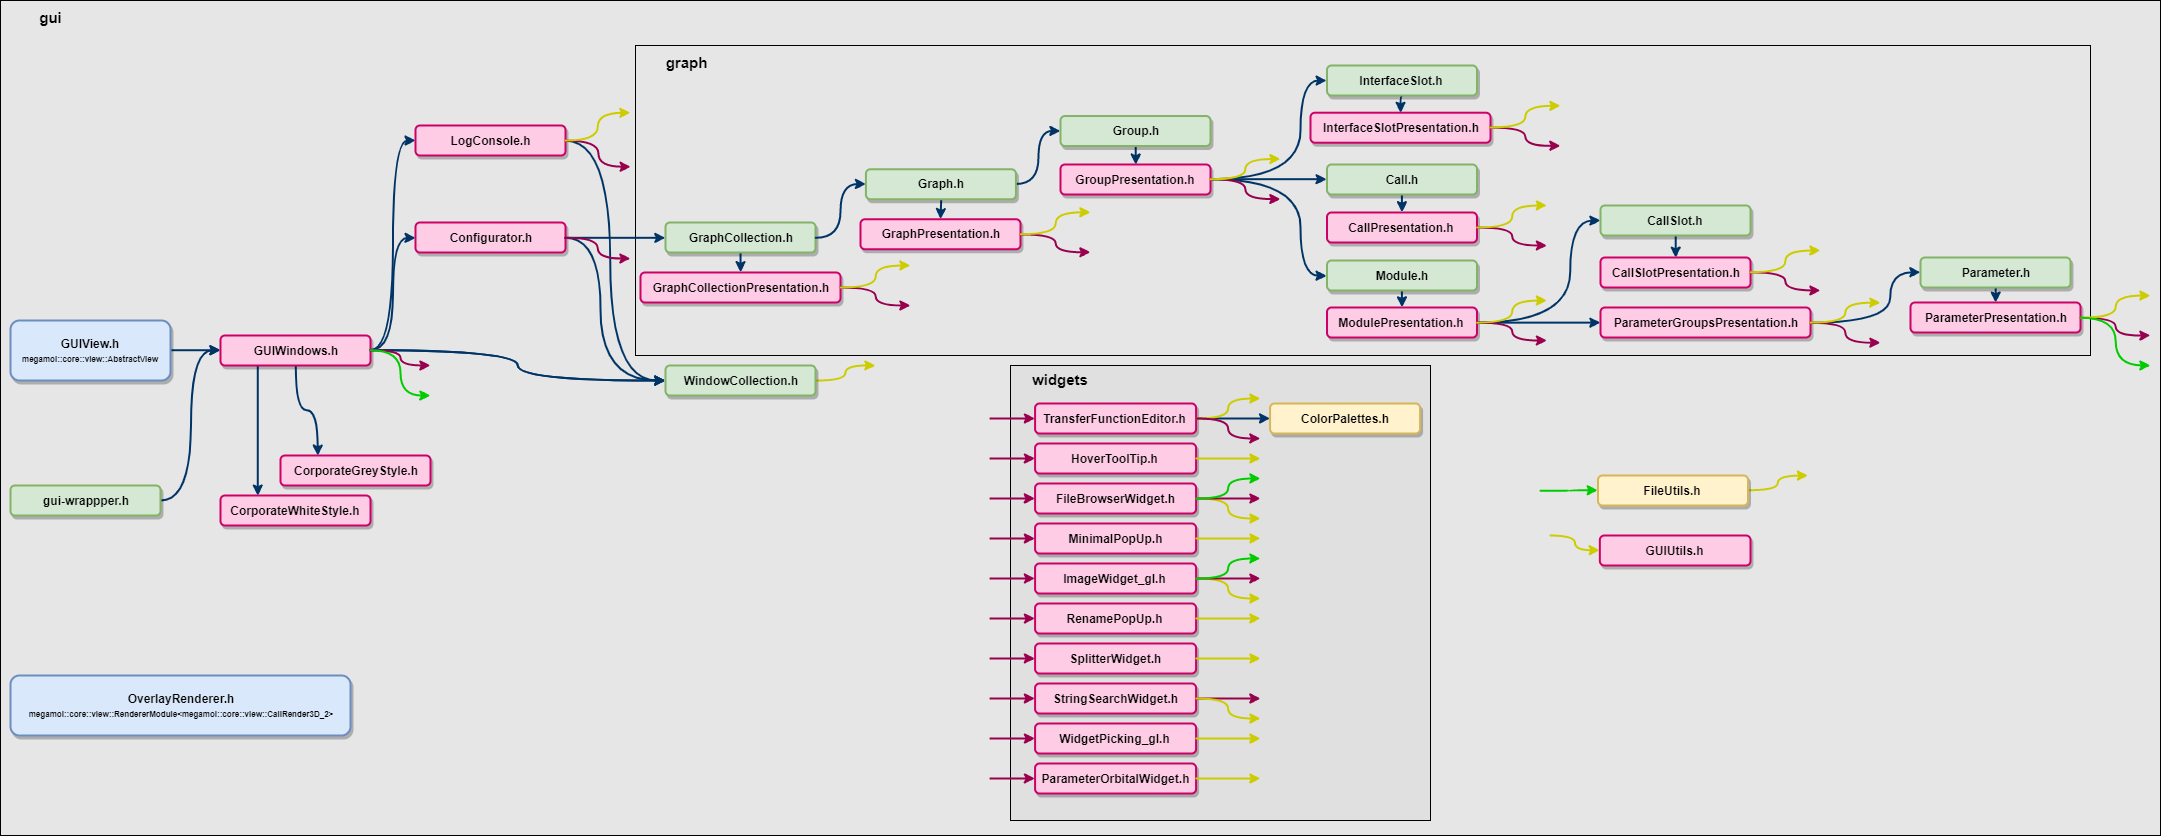 gui
graph
InterfaceSlot.h
InterfaceSlotPresentation.h
LogConsole.h
Group.h
GroupPresentation.h
Call.h
CallPresentation.h
Graph.h
GraphPresentation.h
Configurator.h
GraphCollection.h
GraphCollectionPresentation.h
CallSlot.h
CallSlotPresentation.h
Module.h
ModulePresentation.h
ParameterGroupsPresentation.h
Parameter.h
ParameterPresentation.h
GUIView.h
megamol::core::view::AbstractView
GUIWindows.h
WindowCollection.h
widgets
TransferFunctionEditor.h
ColorPalettes.h
HoverToolTip.h
CorporateGreyStyle.h
gui-wrappper.h
CorporateWhiteStyle.h
FileBrowserWidget.h
FileUtils.h
MinimalPopUp.h
GUIUtils.h
ImageWidget_gl.h
RenamePopUp.h
SplitterWidget.h
StringSearchWidget.h
OverlayRenderer.h
megamol::core::view::RendererModule<megamol::core::view::CallRender3D_2>
WidgetPicking_gl.h
ParameterOrbitalWidget.h